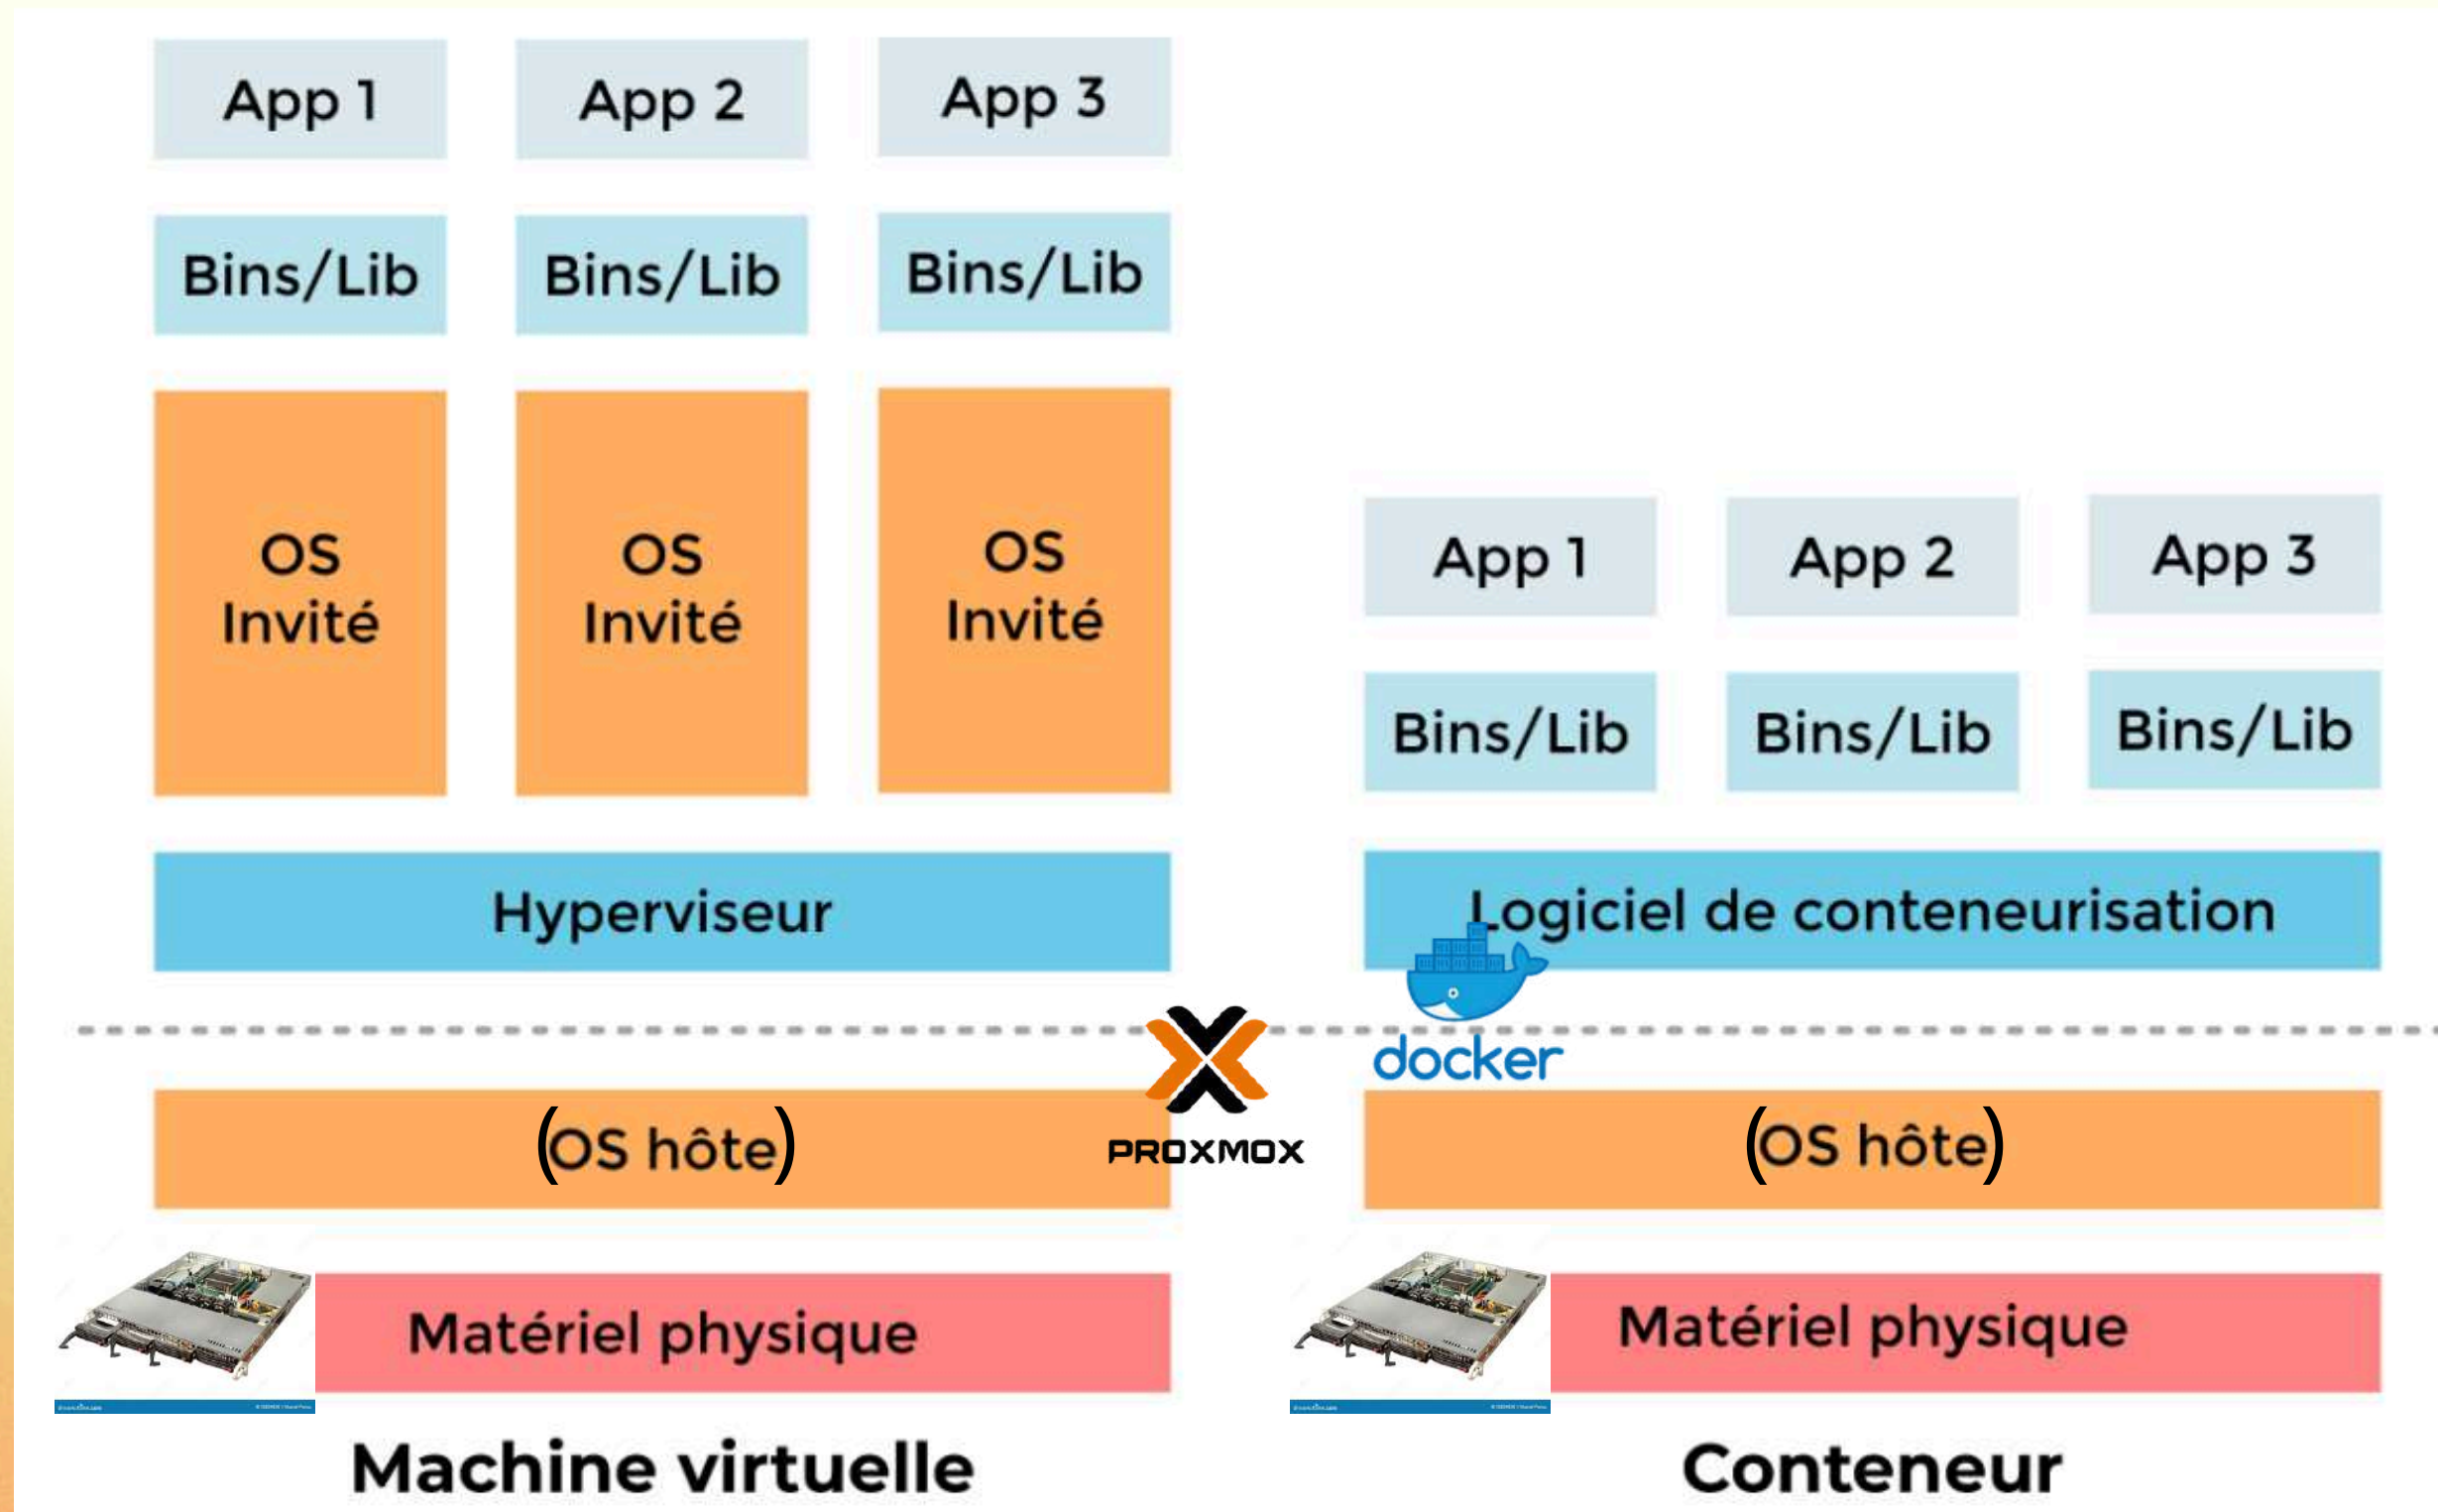 App 1
App 2
App 3
Bins/Lib
Bins/Lib
Bins/Lib
OS
Invité
OS
Invité
OS
Invité
Hyperviseur
App 1
App 2
App 3
Bins/Lib
Bins/Lib
Bins/Lib
Logiciel de conteneurisation
docker
PROXMOX
(OS hôte)
(OS hôte)
Matériel physique
Matériel physique
Machine virtuelle
Conteneur